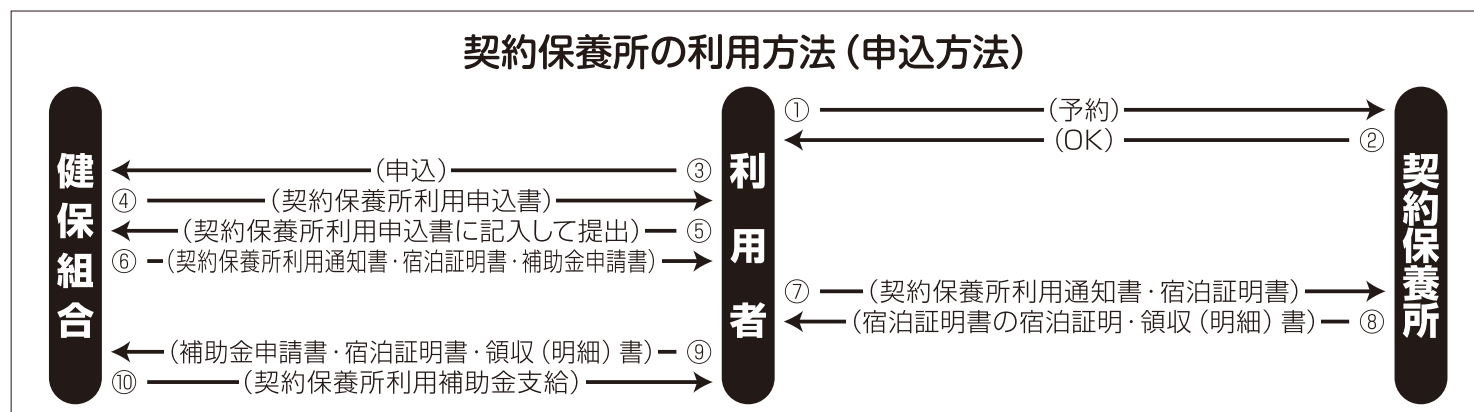 契約保養所の利用方法(申込方法)
健保組合
利用者
契約保養所
① (予約)
(OK) ②
(申込) ③
④ (契約保養所利用申込書)
(契約保養所利用申込書に記入して提出) ⑤
⑥ (契約保養所利用通知書・宿泊証明書・補助金申請書)
⑦ (契約保養所利用通知書・宿泊証明書)
(宿泊証明書の宿泊証明・領収(明細)書) ⑧
(補助金申請書・宿泊証明書・領収(明細)書) ⑨
⑩ (契約保養所利用補助金支給)